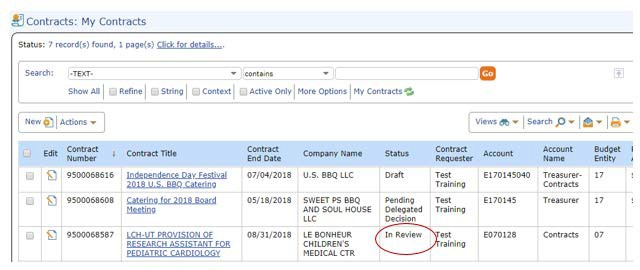 Contracts: My Contracts
Status: 7 record(s) found, 1 page(s) Click for details....
Search: -TEXT- contains Go
Show All Refine String Context Active Only More Options My Contracts
New Actions Views Search
Edit Contract Number Contract Title Contract End Date Company Name Status Contract Requester Account Account Name Budget Entity
9500068616 Independence Day Festival 2018 U.S. BBQ Catering 07/04/2018 U.S. BBQ LLC Draft Test Training E170145040 Treasurer-Contracts 17
9500068608 Catering for 2018 Board Meeting 05/18/2018 SWEET PS BBQ AND SOUL HOUSE LLC Pending Delegated Decision Test Training E170145 Treasurer 17
9500068587 LCH-UT PROVISION OF RESEARCH ASSISTANT FOR PEDIATRIC CARDIOLOGY 08/31/2018 LE BONHEUR CHILDREN'S MEDICAL CTR In Review Test Training E070128 Contracts 07